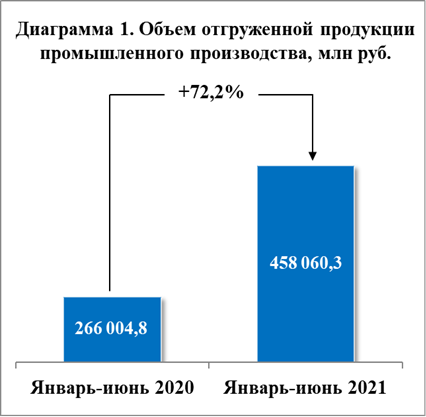 Диаграмма 1. Объем отгруженной продукции
промышленного производства, млн руб.
+72,2%
458 060,3
266 004,8
Январь-июнь 2020
Январь-июнь 2021